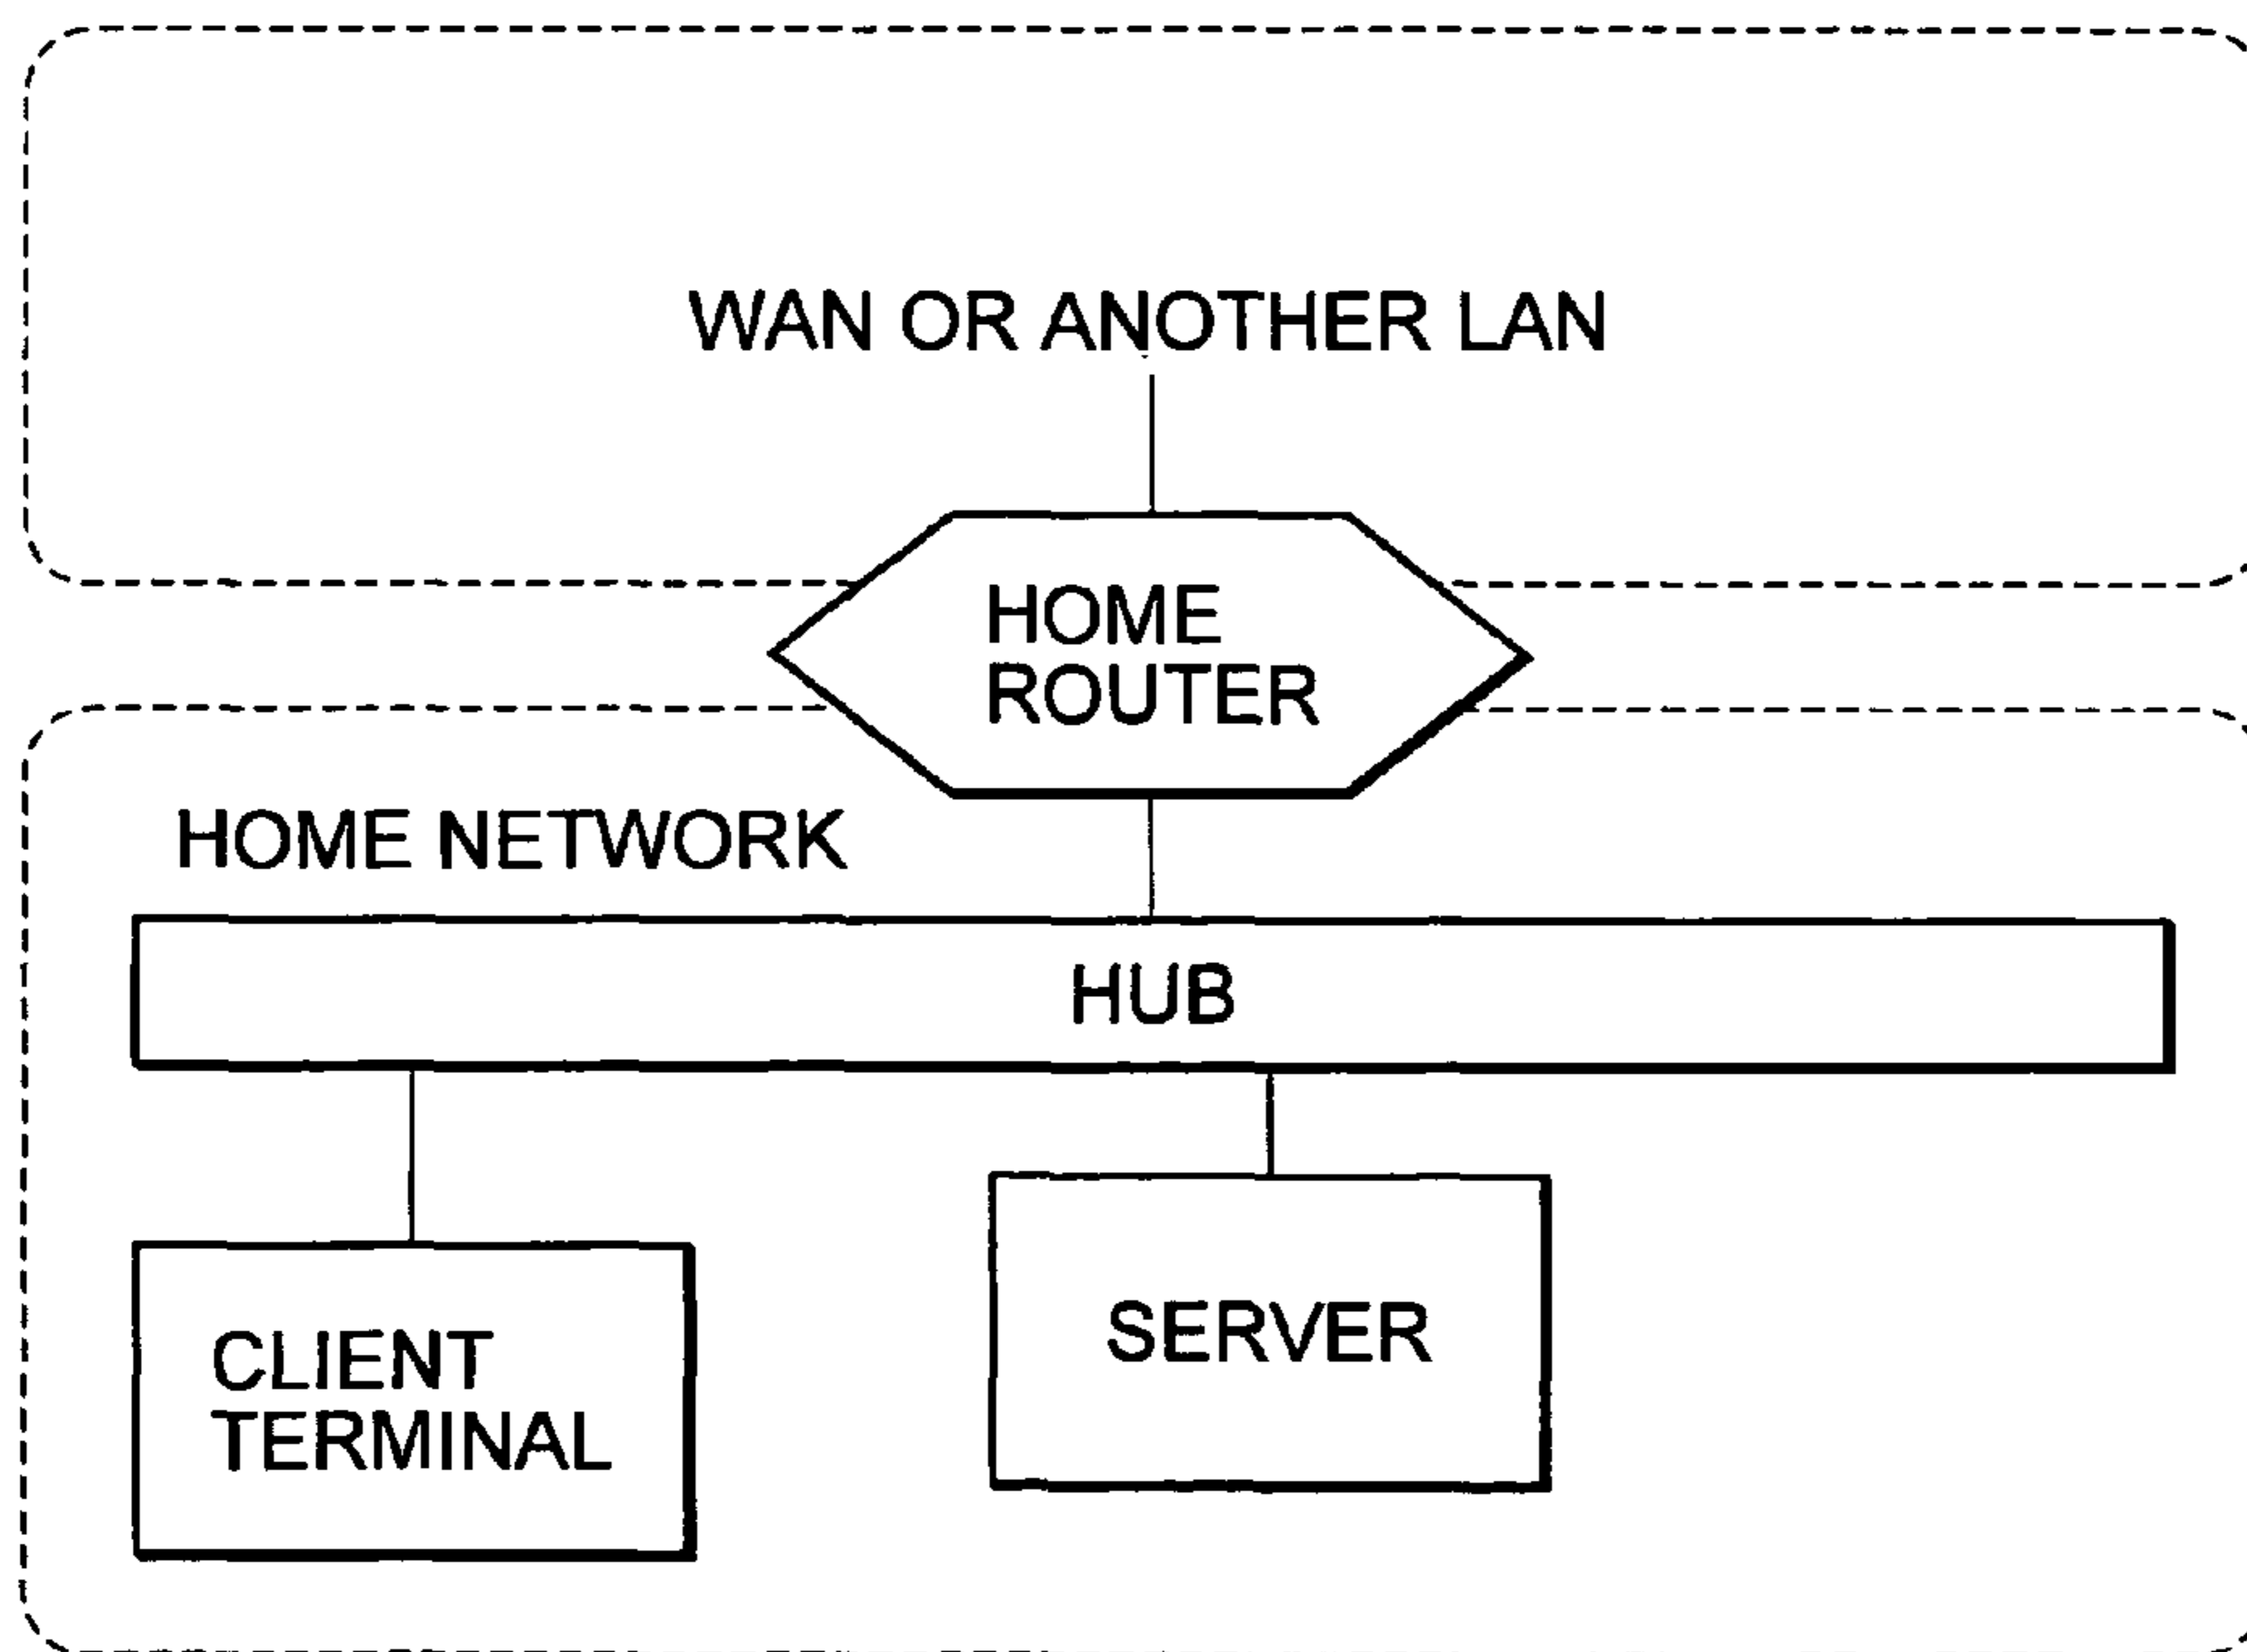 WAN OR ANOTHER LAN
HOME
ROUTER
HOME NETWORK
HUB
SERVER
CLIENT
TERMINAL